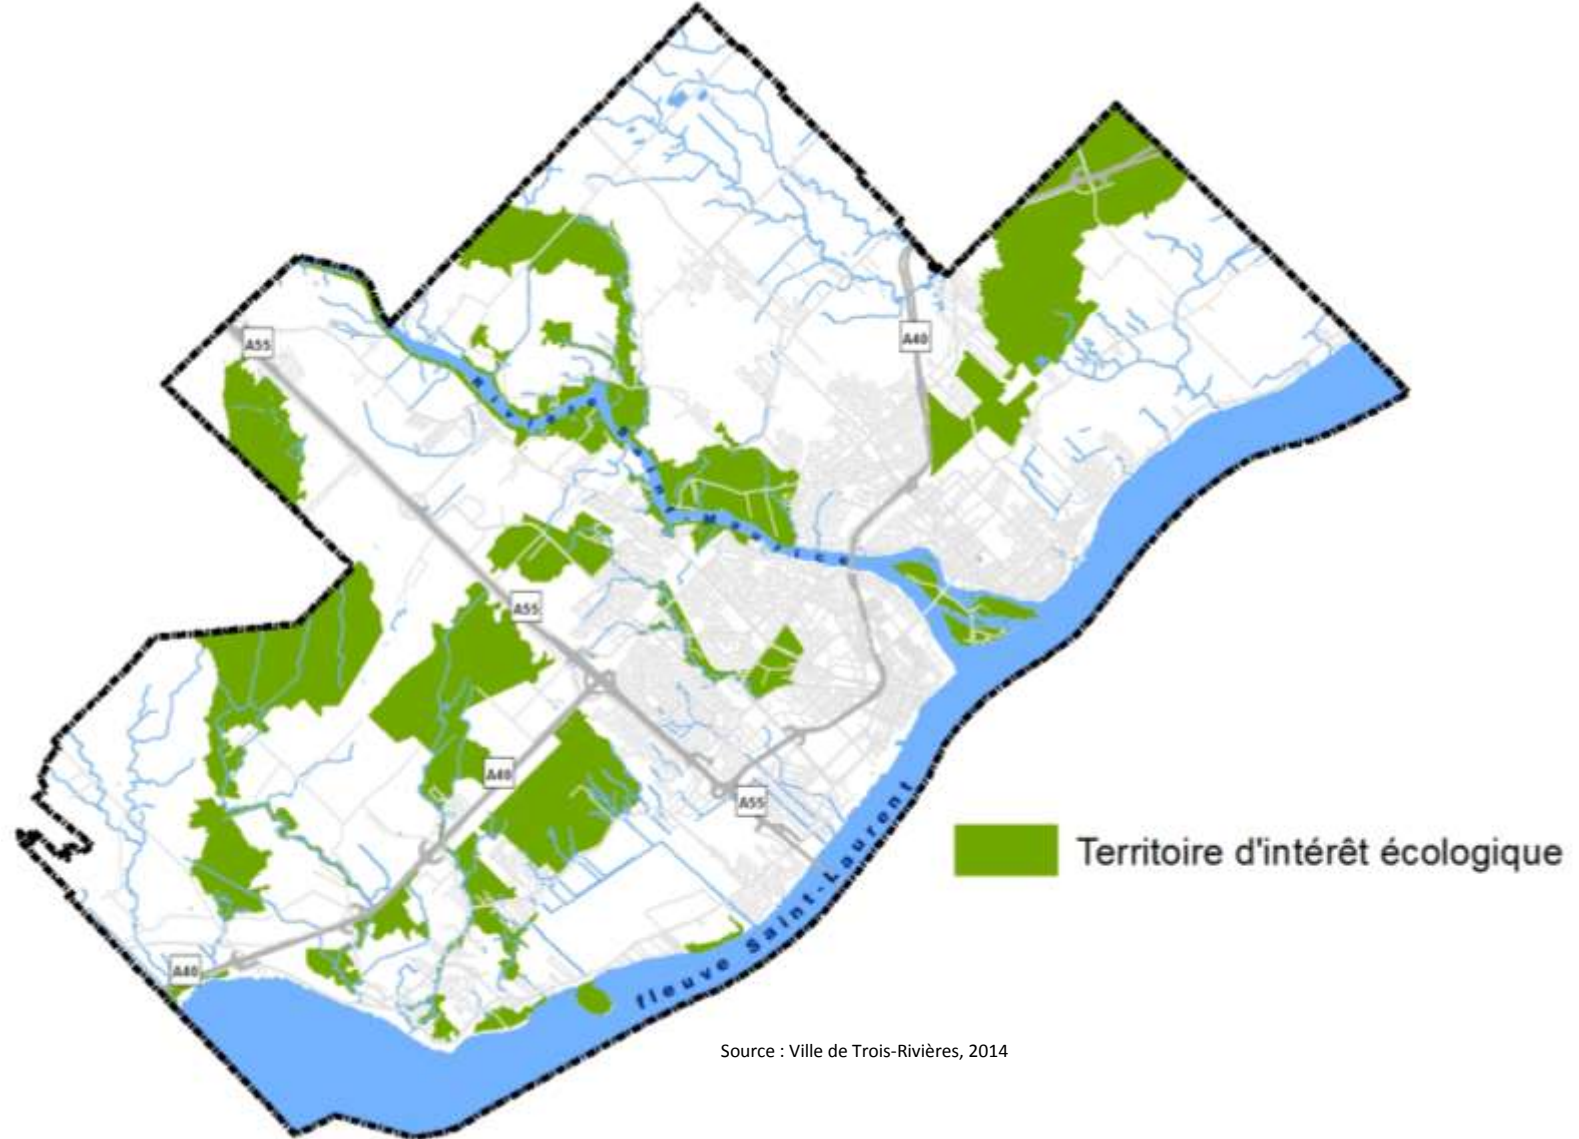 A55
A40
Rivière Saint-Maurice
A55
A40
A55
A40
fleuve Saint-Laurent
Territoire d'intérêt écologique
Source : Ville de Trois-Rivières, 2014